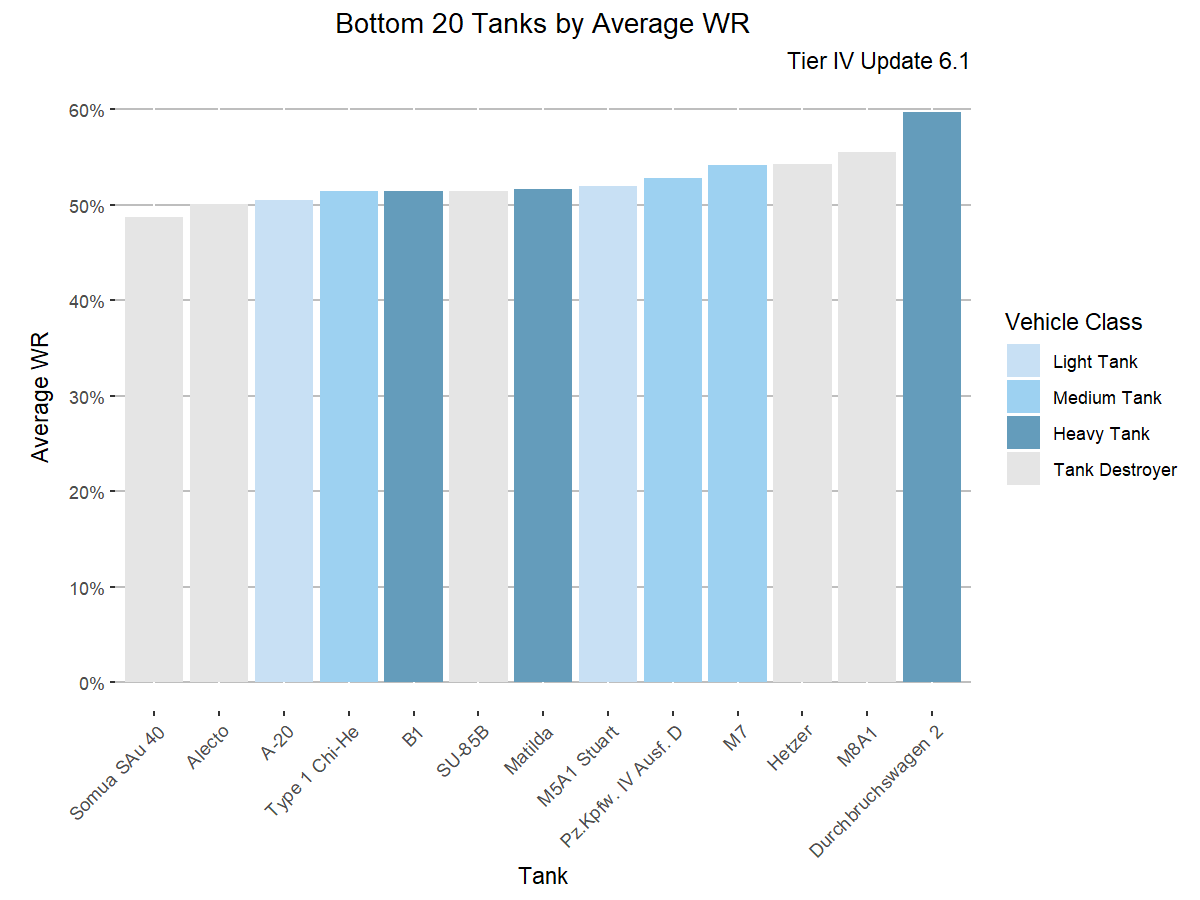 Bottom 20 Tanks by Average WR
Tier IV Update 6.1
Average WR
60%
50%
40%
30%
20%
10%
0%
Somua SAu 40
Alecto
A-20
Type 1 Chi-He
B1
SU-85B
Matilda
M5A1 Stuart
Pz.Kpfw. IV Ausf. D
M7
Hetzer
M8A1
Durchbruchswagen 2
Tank
Vehicle Class
Light Tank
Medium Tank
Heavy Tank
Tank Destroyer